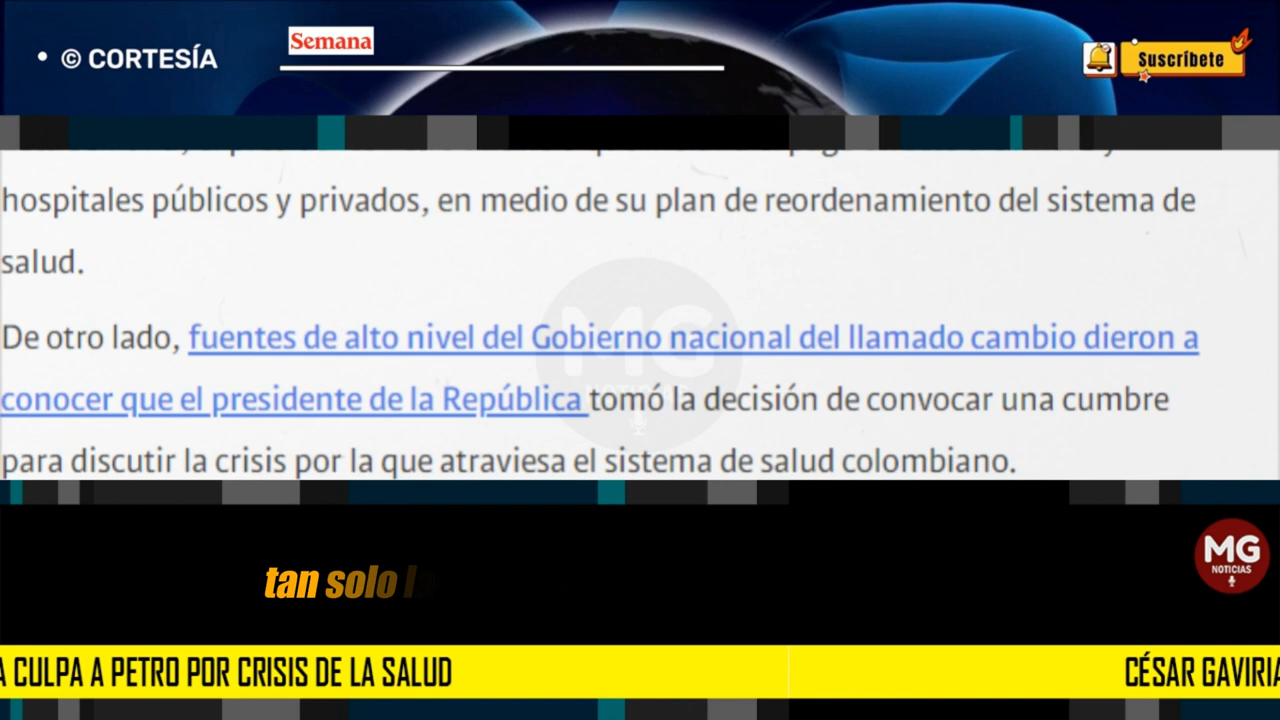 • © CORTESÍA
Semana
Suscríbete
hospitales públicos y privados, en medio de su plan de reordenamiento del sistema de
salud.
De otro lado, fuentes de alto nivel del Gobierno nacional del llamado cambio dieron a
conocer que el presidente de la República tomó la decisión de convocar una cumbre
para discutir la crisis por la que atraviesa el sistema de salud colombiano.
MG
NOTICIAS
tan solo
MG
NOTICIAS
A CULPA A PETRO POR CRISIS DE LA SALUD
CÉSAR GAVIRIA